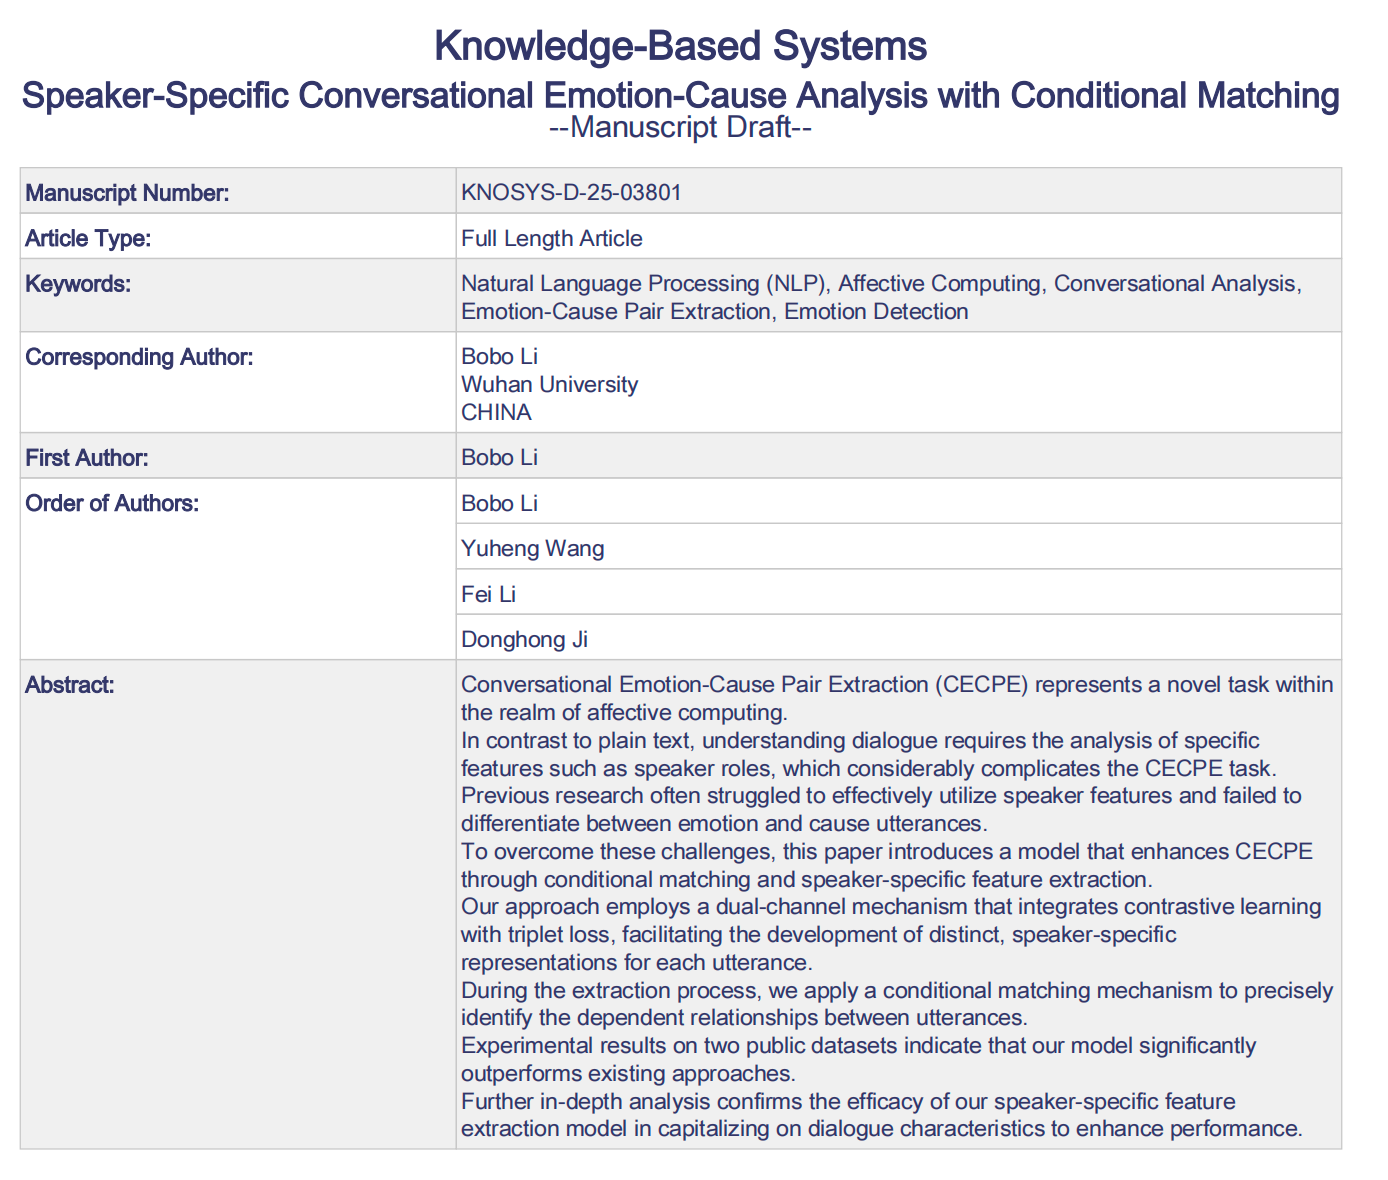 Knowledge-Based Systems
Speaker-Specific Conversational Emotion-Cause Analysis with Conditional Matching
--Manuscript Draft--
Manuscript Number:
KNOSYS-D-25-03801
Article Type:
Full Length Article
Keywords:
Natural Language Processing (NLP), Affective Computing, Conversational Analysis,
Emotion-Cause Pair Extraction, Emotion Detection
Corresponding Author:
Bobo Li
Wuhan University
CHINA
First Author:
Bobo Li
Order of Authors:
Bobo Li
Yuheng Wang
Fei Li
Donghong Ji
Abstract:
Conversational Emotion-Cause Pair Extraction (CECPE) represents a novel task within
the realm of affective computing.
In contrast to plain text, understanding dialogue requires the analysis of specific
features such as speaker roles, which considerably complicates the CECPE task.
Previous research often struggled to effectively utilize speaker features and failed to
differentiate between emotion and cause utterances.
To overcome these challenges, this paper introduces a model that enhances CECPE
through conditional matching and speaker-specific feature extraction.
Our approach employs a dual-channel mechanism that integrates contrastive learning
with triplet loss, facilitating the development of distinct, speaker-specific
representations for each utterance.
During the extraction process, we apply a conditional matching mechanism to precisely
identify the dependent relationships between utterances.
Experimental results on two public datasets indicate that our model significantly
outperforms existing approaches.
Further in-depth analysis confirms the efficacy of our speaker-specific feature
extraction model in capitalizing on dialogue characteristics to enhance performance.